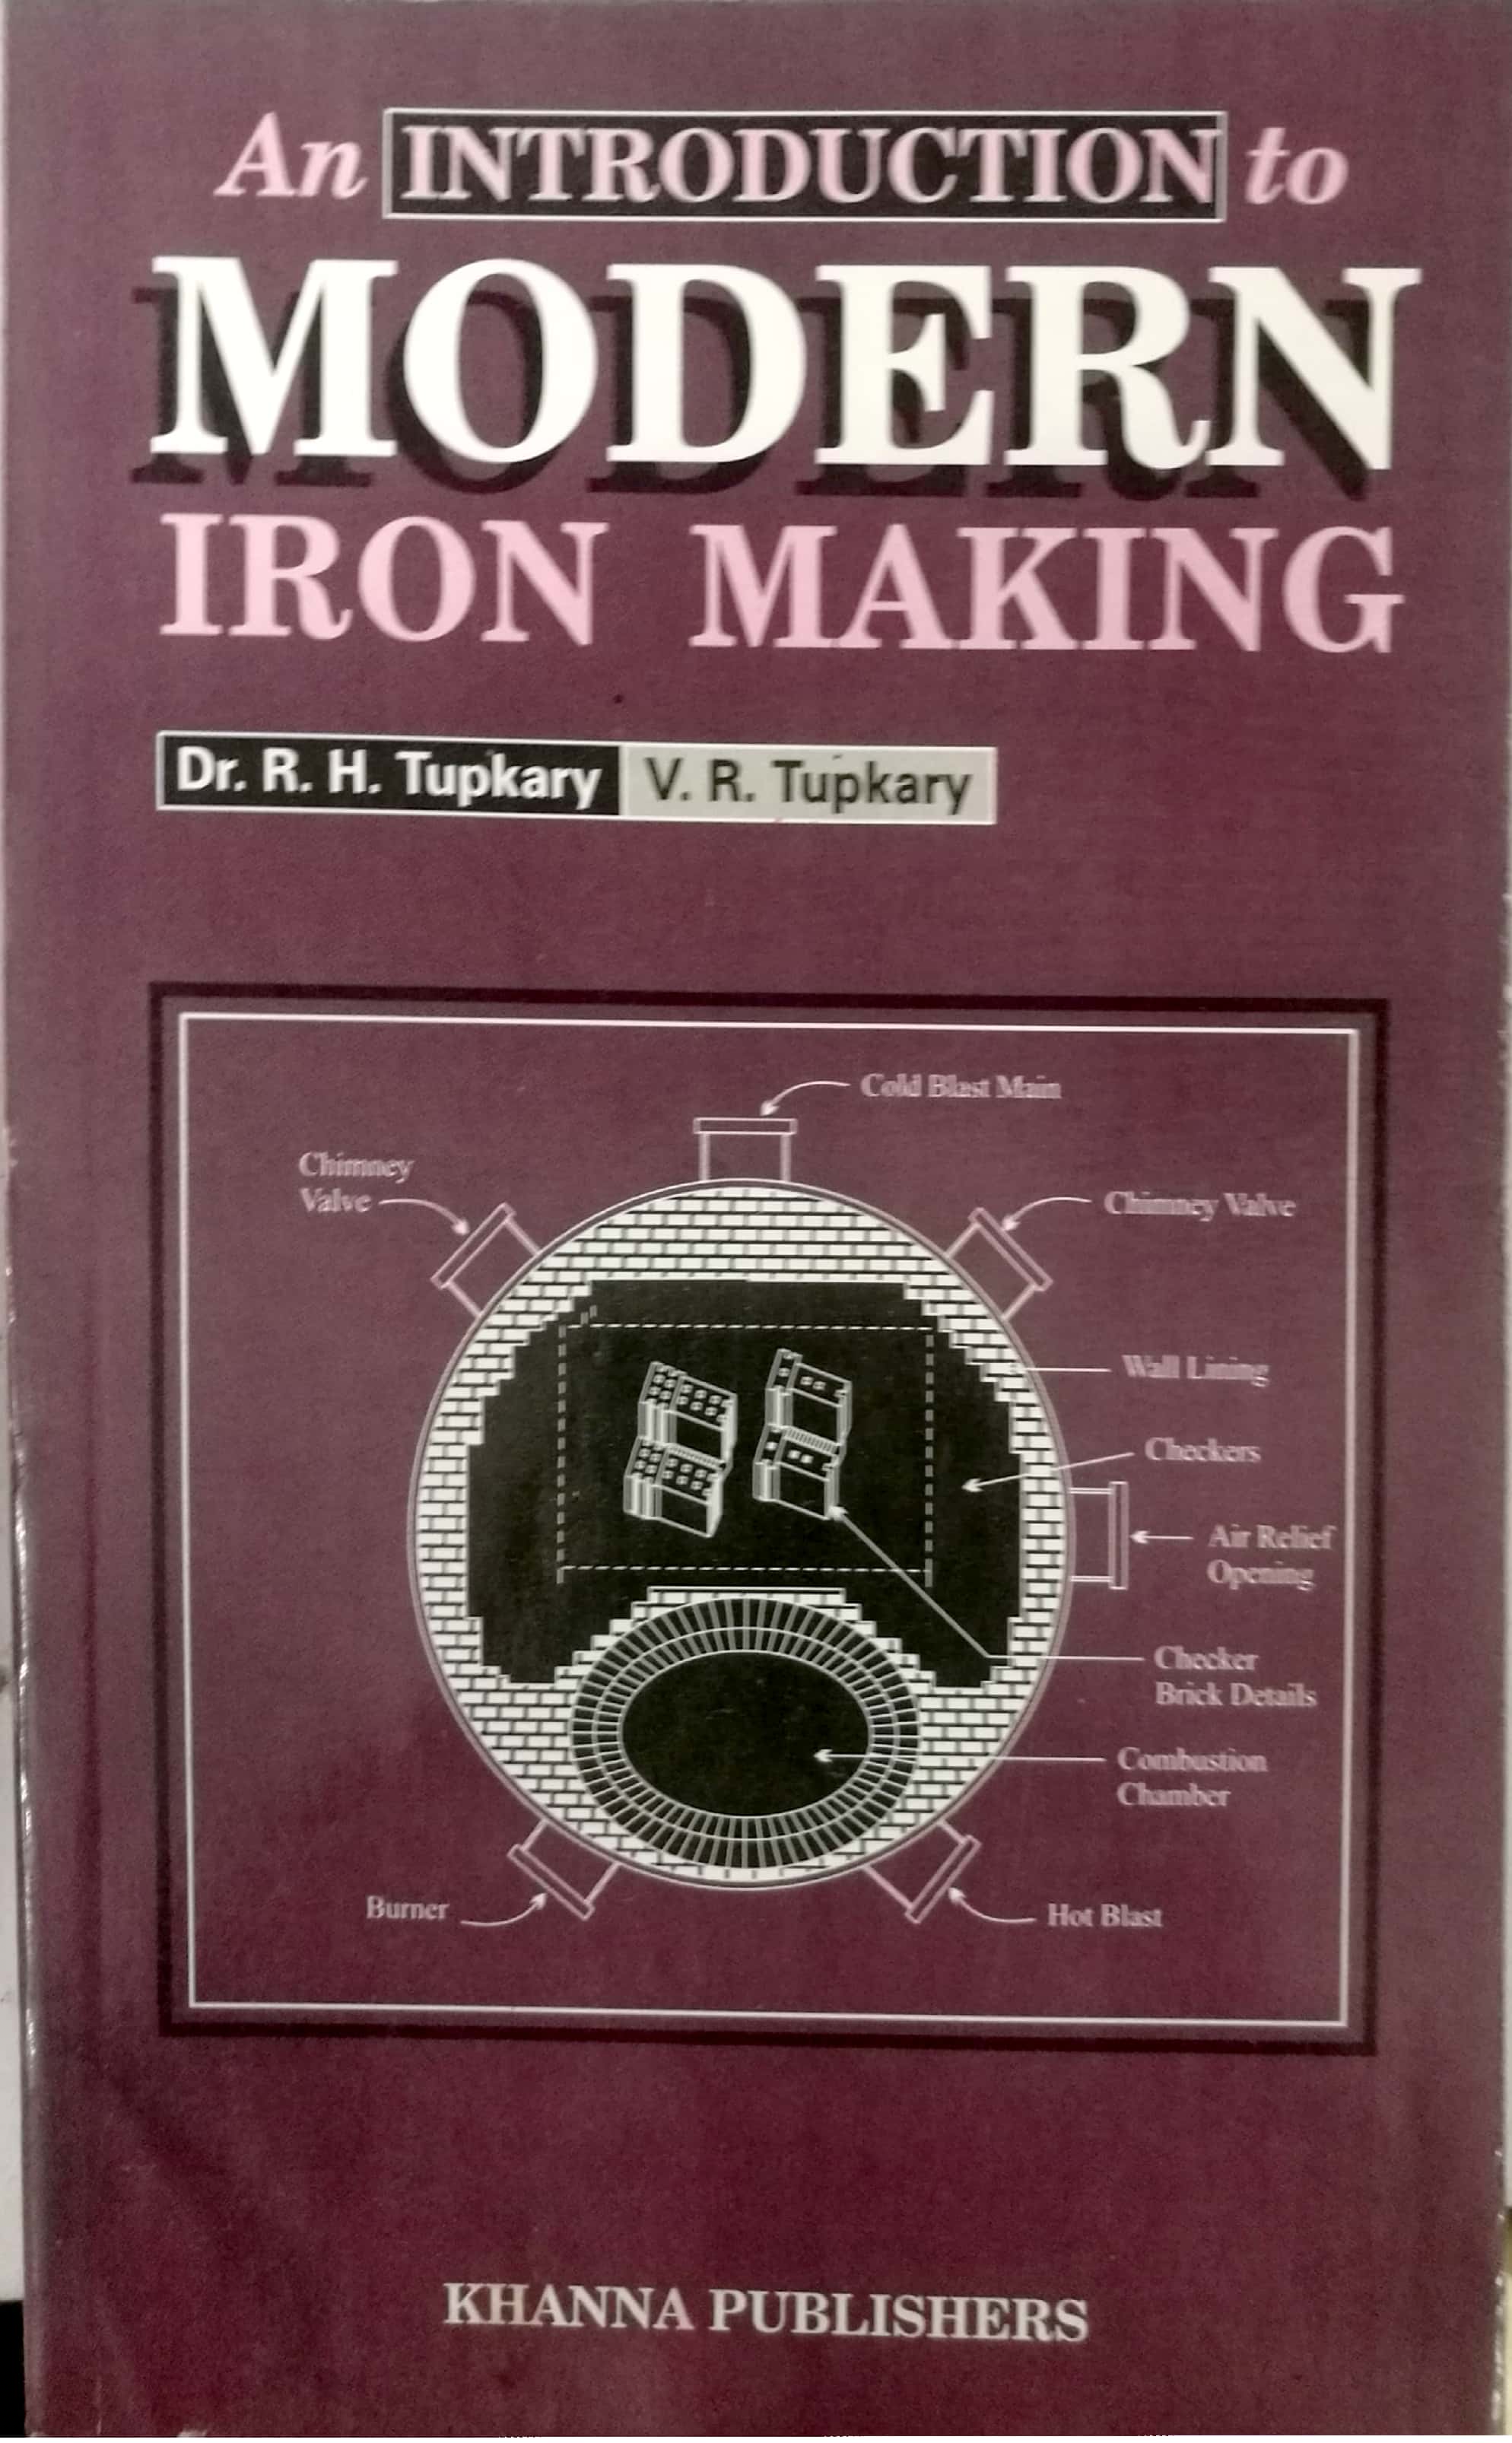 An INTRODUCTION to
MODERN
IRON MAKING
Dr. R. H. Tupkary V. R. Tupkary
Cold Blast Main
Chimney
Valve
Chimney Valve
Wall Lining
Checkers
Air Relief
Opening
Checker
Brick Details
Combustion
Chamber
Burner
Hot Blast
KHANNA PUBLISHERS